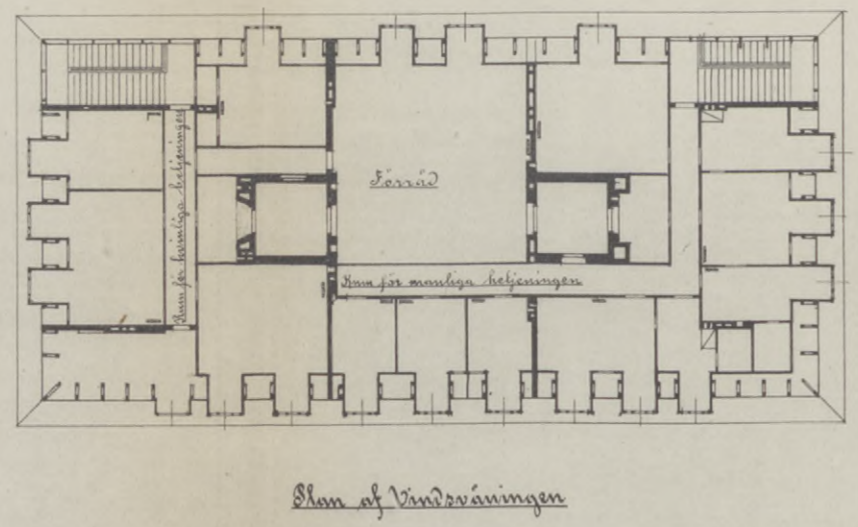 Förråd
Rum för kvinliga betjeningen
Rum för manliga betjeningen
Plan af Vindsvåningen